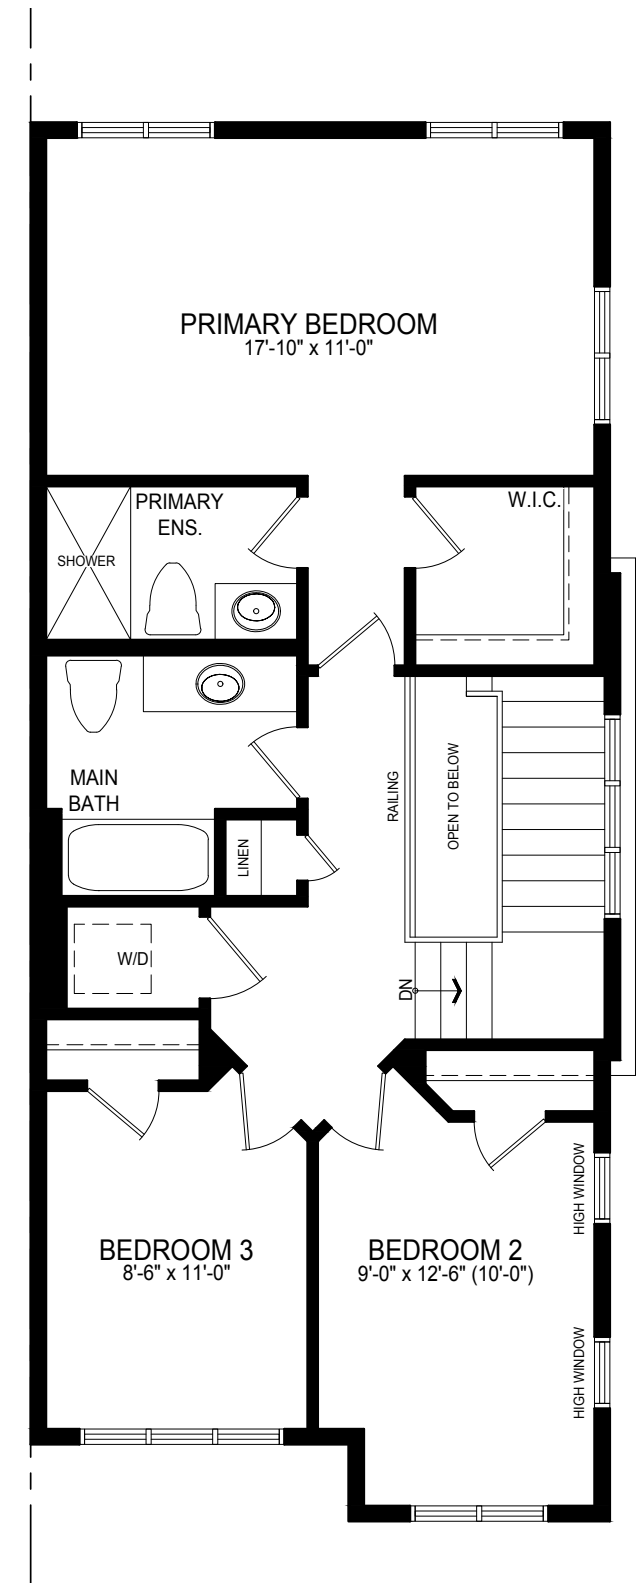 PRIMARY BEDROOM
17'-10" x 11'-0"
PRIMARY
ENS.
W.I.C.
SHOWER
MAIN
BATH
RAILING
OPEN TO BELOW
LINEN
W/D
DN
HIGH WINDOW
BEDROOM 3
8'-6" x 11'-0"
BEDROOM 2
9'-0" x 12'-6" (10'-0")
HIGH WINDOW